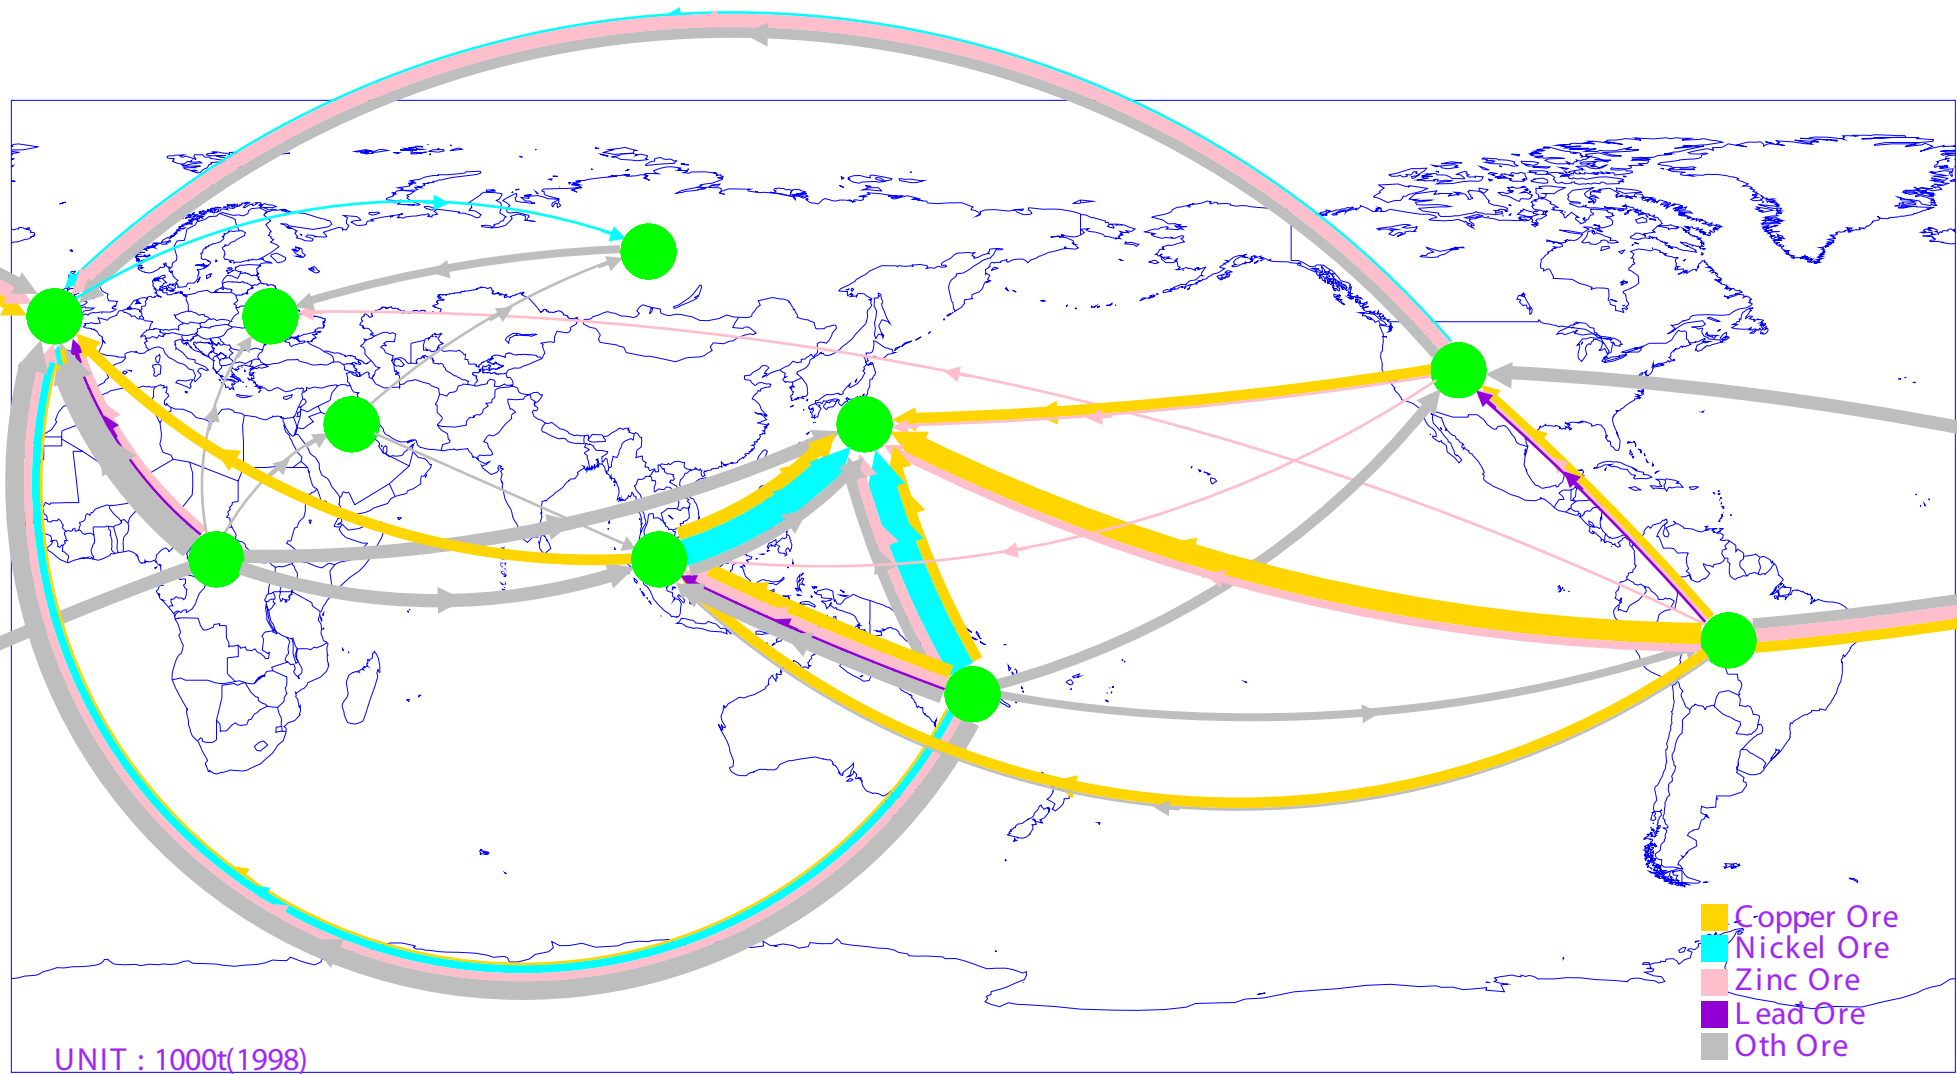 Copper Ore
Nickel Ore
Zinc Ore
Lead Ore
Oth Ore
UNIT : 1000t(1998)